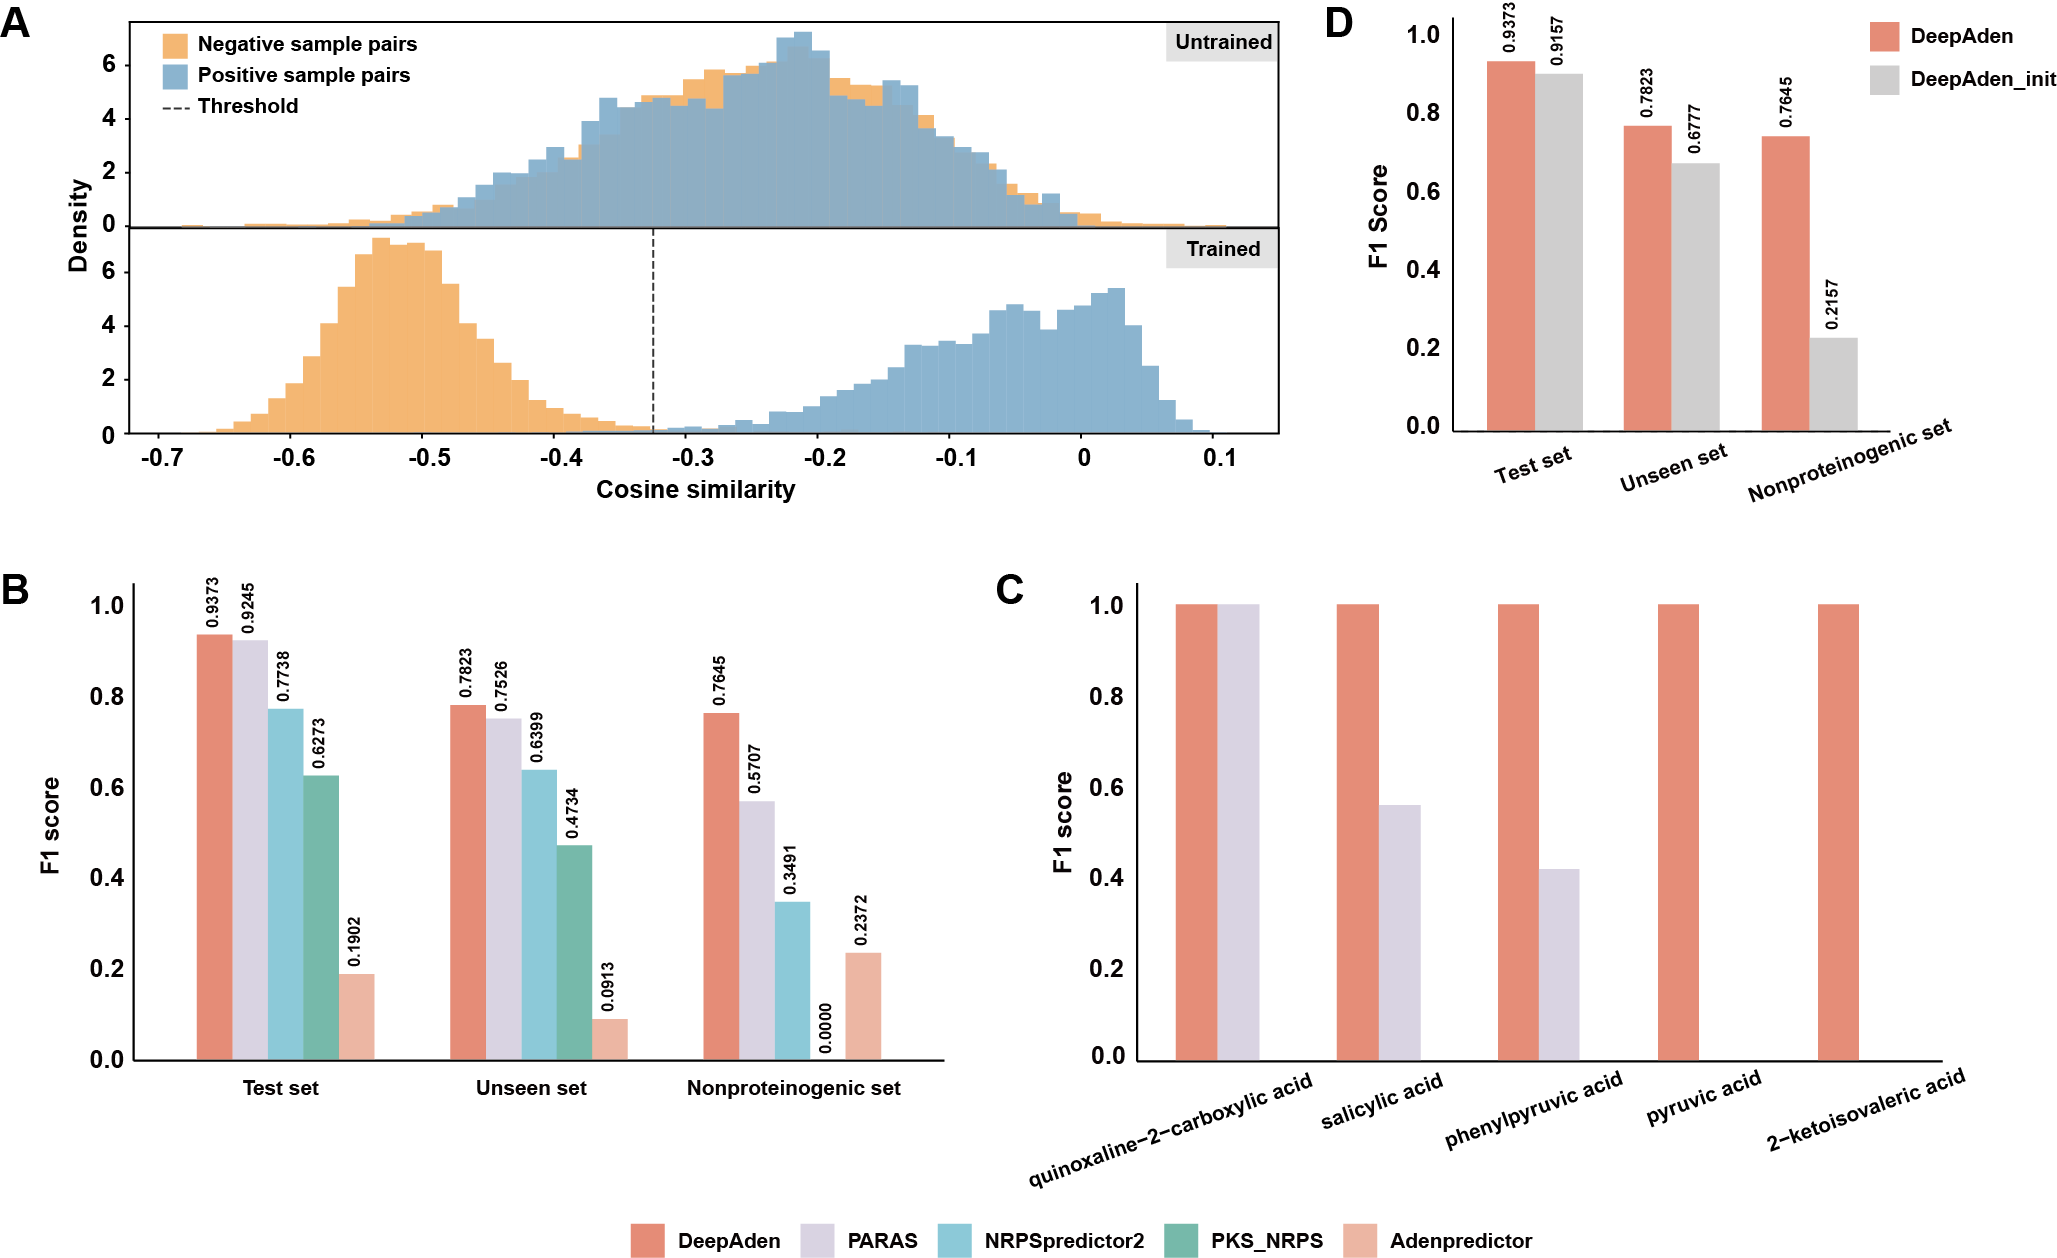 A
Negative sample pairs
Positive sample pairs
Threshold
Untrained
6
4
2
0
Density
Trained
6
4
2
0
-0.7 -0.6 -0.5 -0.4 -0.3 -0.2 -0.1 0 0.1
Cosine similarity
D
DeepAden
DeepAden_init
1.0
0.8
0.6
0.4
0.2
0.0
F1 Score
0.9373 0.9157 0.7823 0.6777 0.7645 0.2157
Test set Unseen set Nonproteinogenic set
B
1.0
0.8
0.6
0.4
0.2
0.0
F1 score
0.9373 0.9245 0.7738 0.6273 0.1902
0.7823 0.7526 0.6399 0.4734 0.0913
0.7645 0.5707 0.3491 0.0000 0.2372
Test set Unseen set Nonproteinogenic set
C
1.0
0.8
0.6
0.4
0.2
0.0
F1 score
quinoxaline−2−carboxylic acid salicylic acid phenylpyruvic acid pyruvic acid 2−ketoisovaleric acid
DeepAden PARAS NRPSpredictor2 PKS_NRPS Adenpredictor